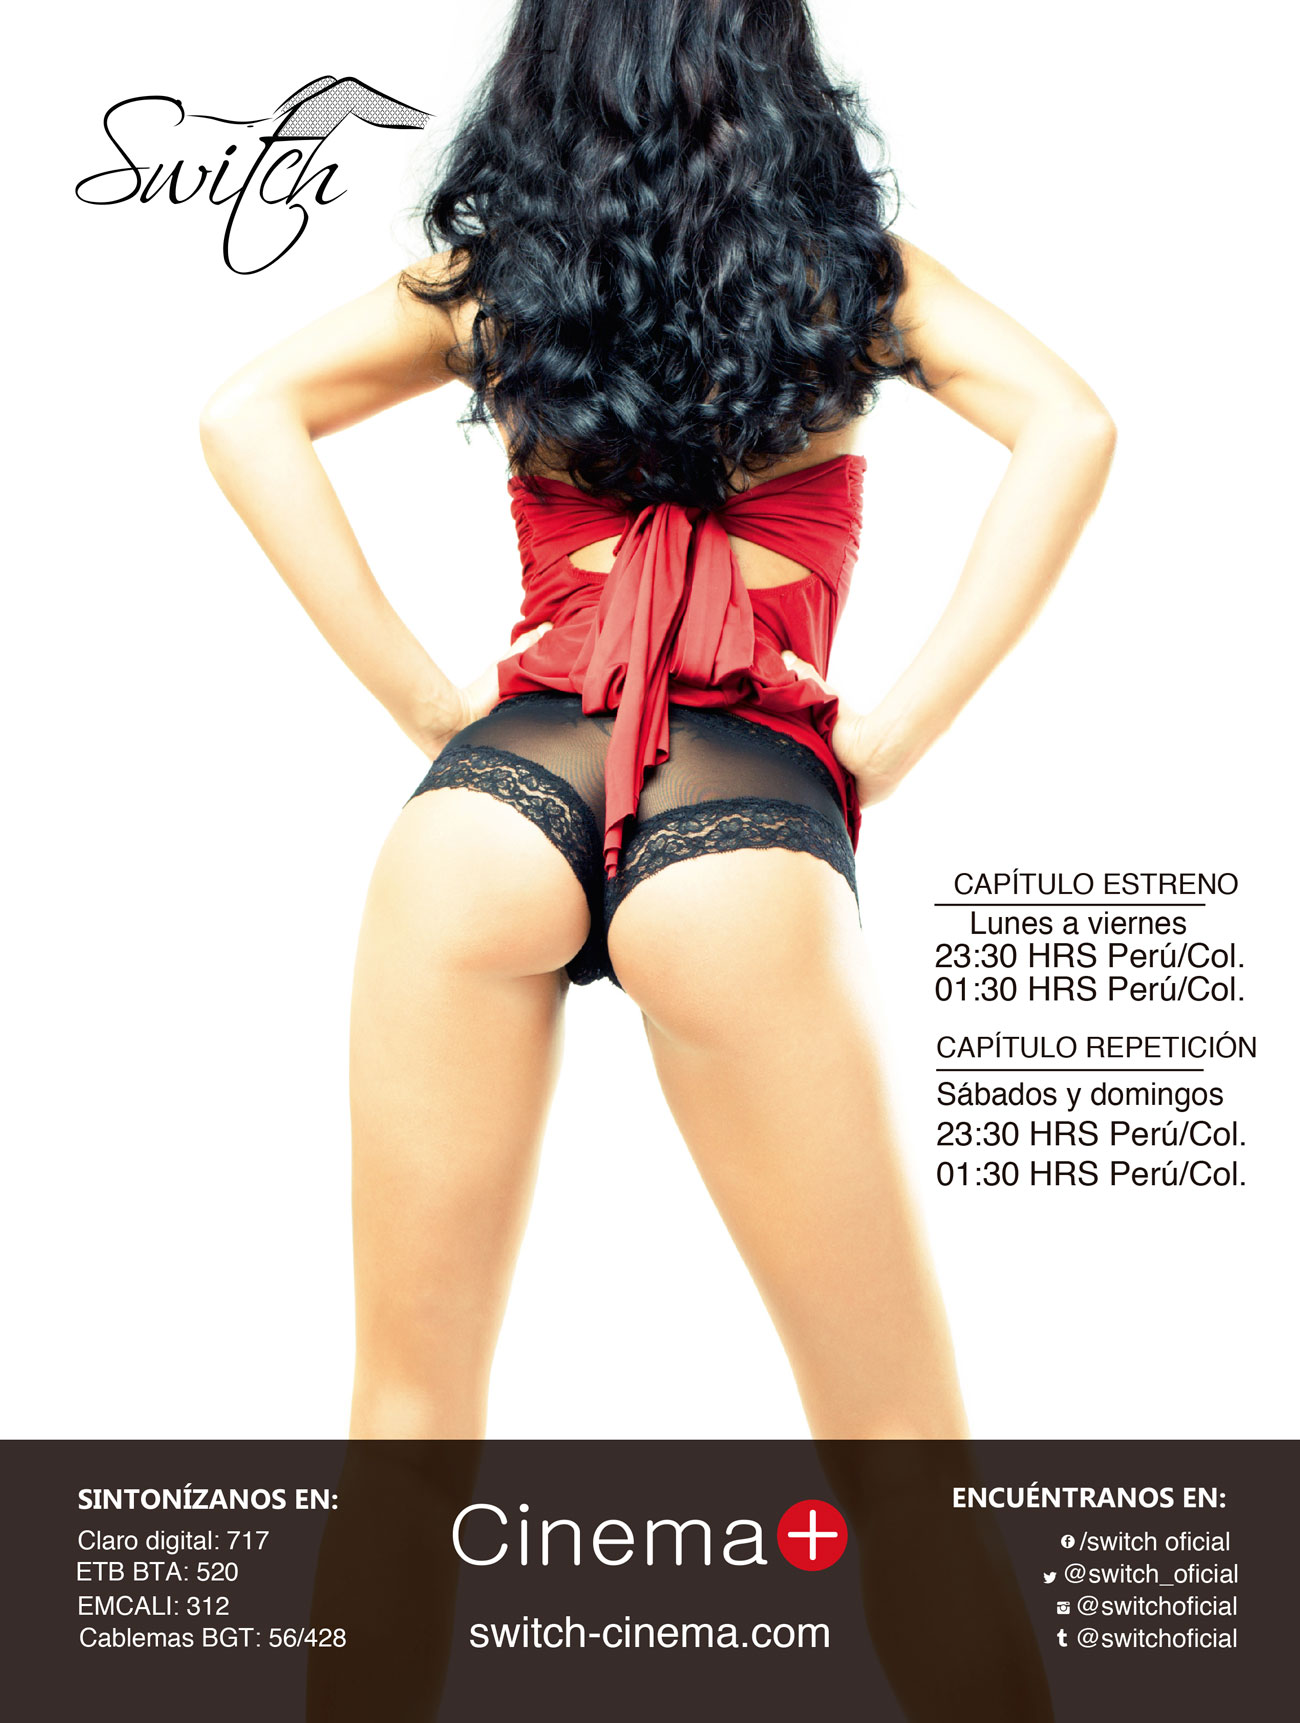 Switch
CAPÍTULO ESTRENO
Lunes a viernes
23:30 HRS Perú/Col.
01:30 HRS Perú/Col.
CAPÍTULO REPETICIÓN
Sábados y domingos
23:30 HRS Perú/Col.
01:30 HRS Perú/Col.
SINTONÍZANOS EN:
Claro digital: 717
ETB BTA: 520
EMCALI: 312
Cablemas BGT: 56/428
Cinema+
switch-cinema.com
ENCUÉNTRANOS EN:
/switch oficial
@switch_oficial
@switchoficial
@switchoficial